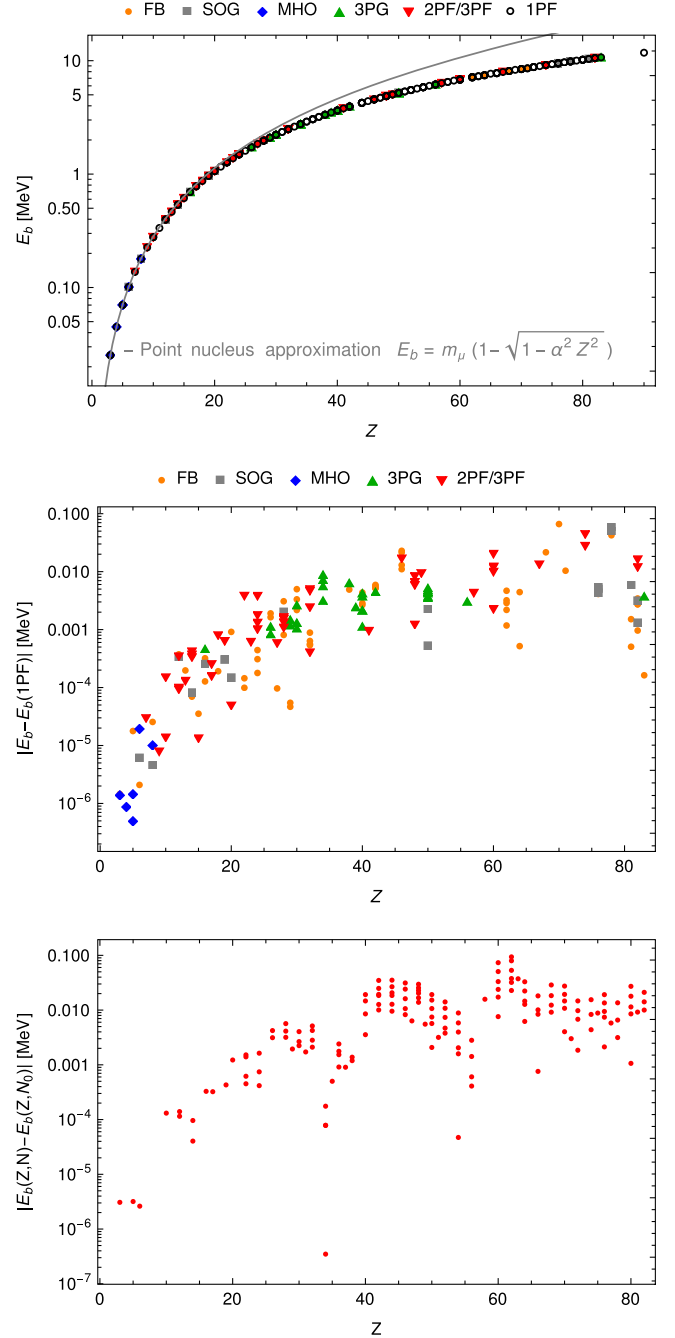 FB SOG MHO 3PG 2PF/3PF 1PF
10
5
1
0.50
0.10
0.05
E_b [MeV]
– Point nucleus approximation E_b = m_μ (1−√(1−α² Z²))
0 20 40 60 80
Z
FB SOG MHO 3PG 2PF/3PF
0.100
0.010
0.001
10⁻⁴
10⁻⁵
10⁻⁶
|E_b−E_b(1PF)| [MeV]
0 20 40 60 80
Z
0.100
0.010
0.001
10⁻⁴
10⁻⁵
10⁻⁶
10⁻⁷
|E_b(Z,N)−E_b(Z,N₀)| [MeV]
0 20 40 60 80
Z